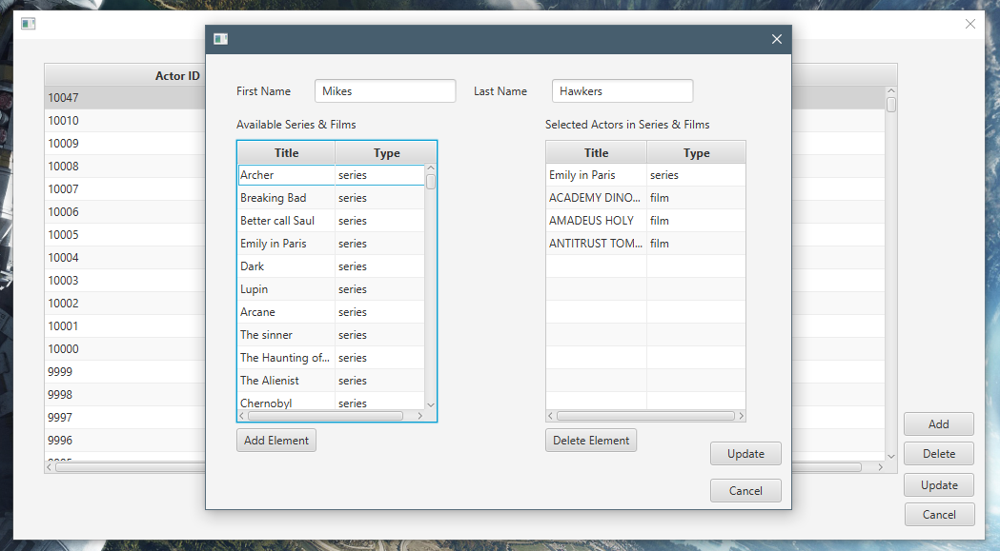 Actor ID
10047
10010
10009
10008
10007
10006
10005
10004
10003
10002
10001
10000
9999
9998
9997
9996
First Name Mikes Last Name Hawkers
Available Series & Films
Title Type
Archer series
Breaking Bad series
Better call Saul series
Emily in Paris series
Dark series
Lupin series
Arcane series
The sinner series
The Haunting of... series
The Alienist series
Chernobyl series
Add Element
Selected Actors in Series & Films
Title Type
Emily in Paris series
ACADEMY DINO... film
AMADEUS HOLY film
ANTITRUST TOM... film
Delete Element
Update
Cancel
Add
Delete
Update
Cancel